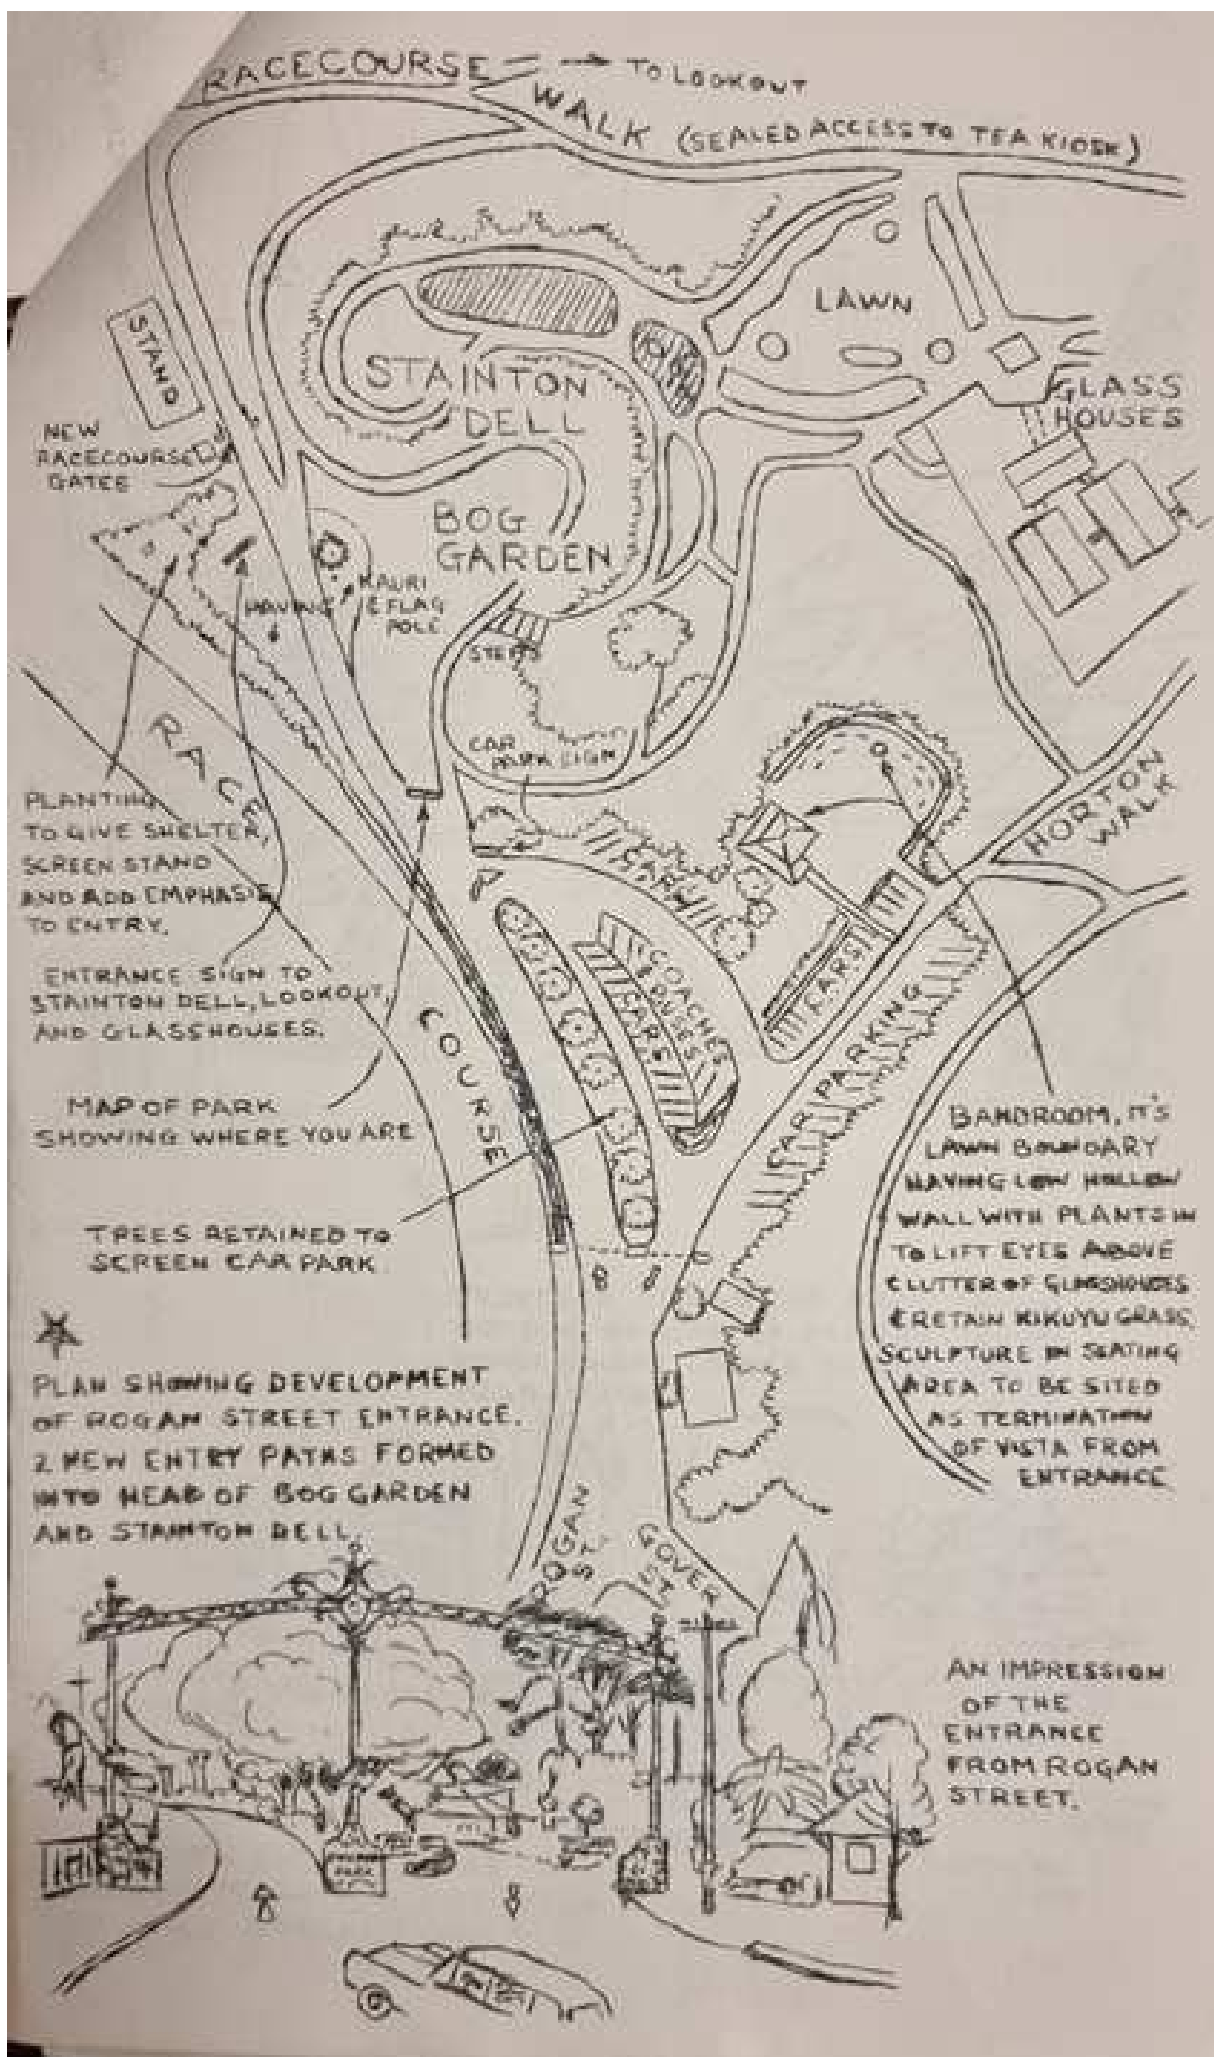 RACECOURSE
→ TO LOOKOUT
WALK (SEALED ACCESS TO TEA KIOSK)
LAWN
STAND
STAINTON
DELL
GLASS
HOUSES
NEW
RACECOURSE
GATES
BOG
GARDEN
KAURI
& FLAG
POLE
STEPS
CAR
PARK SIGN
RACE
COURSE
HORTON
WALK
PLANTING
TO GIVE SHELTER,
SCREEN STAND
AND ADD EMPHASIS
TO ENTRY.
CARS
ENTRANCE SIGN TO
STAINTON DELL, LOOKOUT,
AND GLASSHOUSES.
COACHES
& BUSES
CARS
CARS
CAR PARKING
MAP OF PARK
SHOWING WHERE YOU ARE
BANDROOM, IT'S
LAWN BOUNDARY
HAVING LOW HOLLOW
WALL WITH PLANTS IN
TO LIFT EYES ABOVE
CLUTTER OF GLASSHOUSES
& RETAIN KIKUYU GRASS.
SCULPTURE IN SEATING
AREA TO BE SITED
AS TERMINATION
OF VISTA FROM
ENTRANCE
TREES RETAINED TO
SCREEN CAR PARK
PLAN SHOWING DEVELOPMENT
OF ROGAN STREET ENTRANCE.
2 NEW ENTRY PATHS FORMED
INTO HEAD OF BOG GARDEN
AND STAINTON DELL.
ROGAN
ST.
GOVER
ST
AN IMPRESSION
OF THE
ENTRANCE
FROM ROGAN
STREET.
PARK